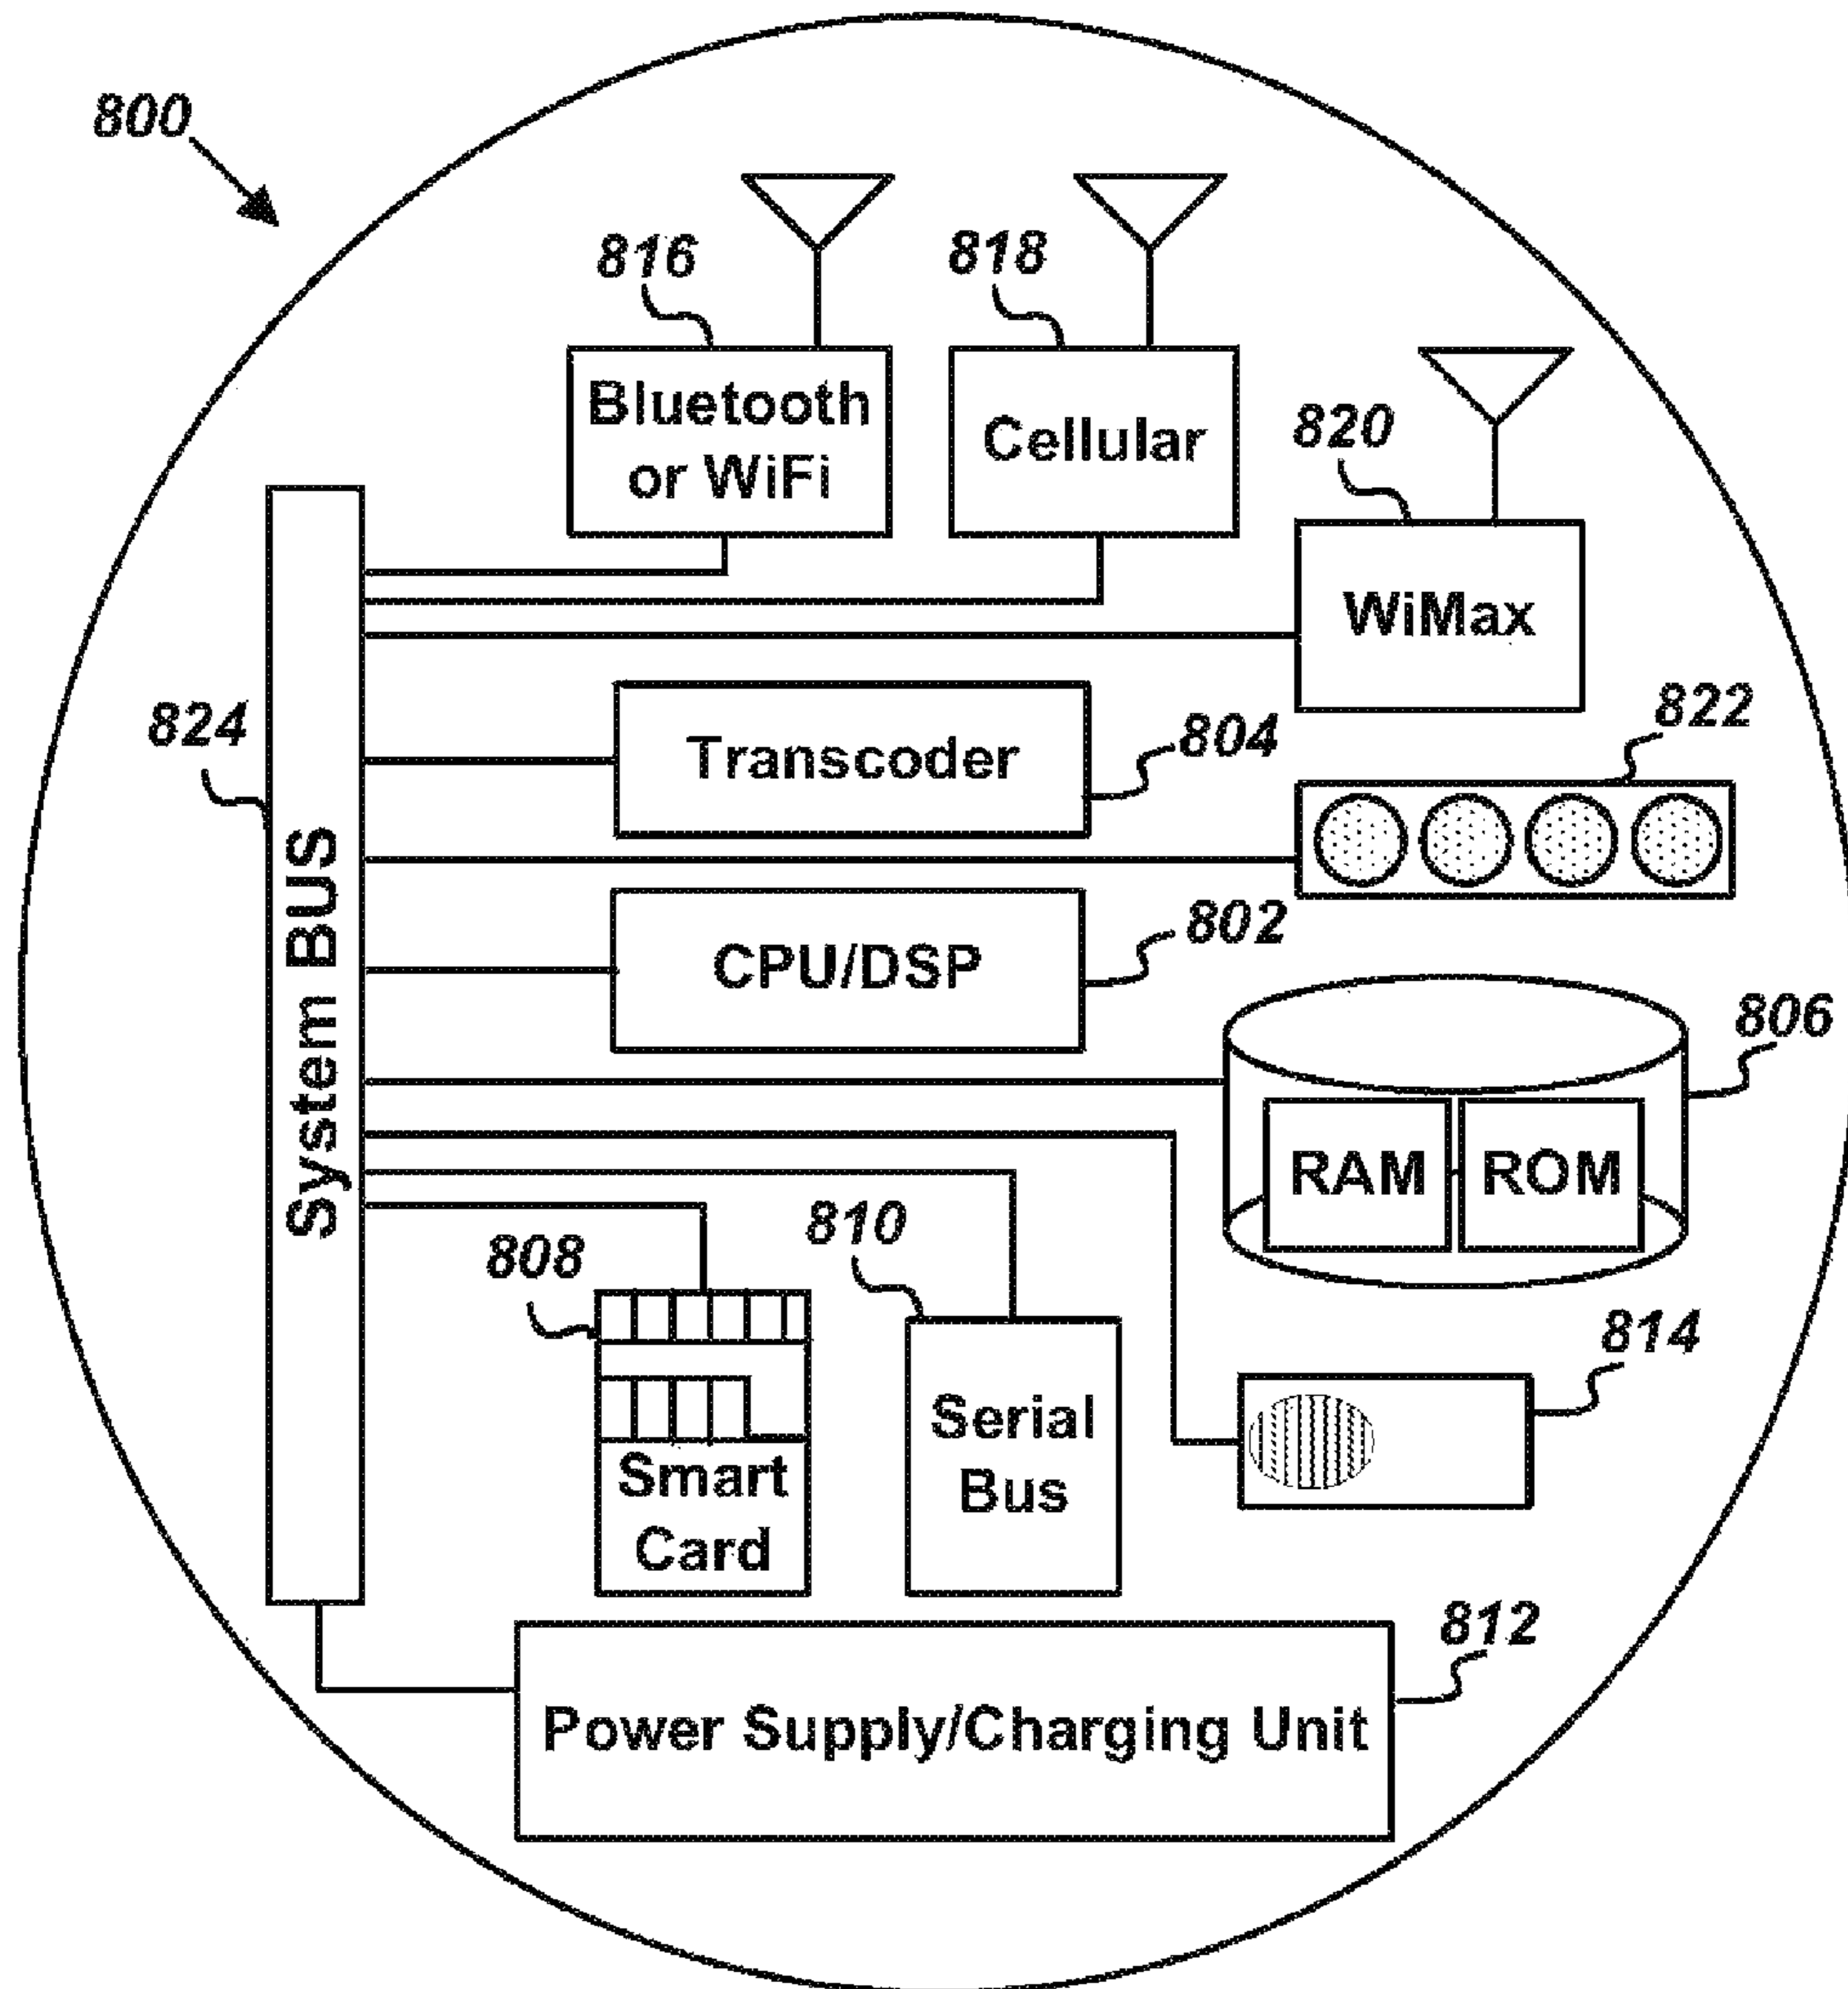 800
816
818
Bluetooth
or WiFi
Cellular
820
WiMax
824
Transcoder
804
822
System BUS
CPU/DSP
802
806
RAM
ROM
810
808
814
Smart
Card
Serial
Bus
812
Power Supply/Charging Unit